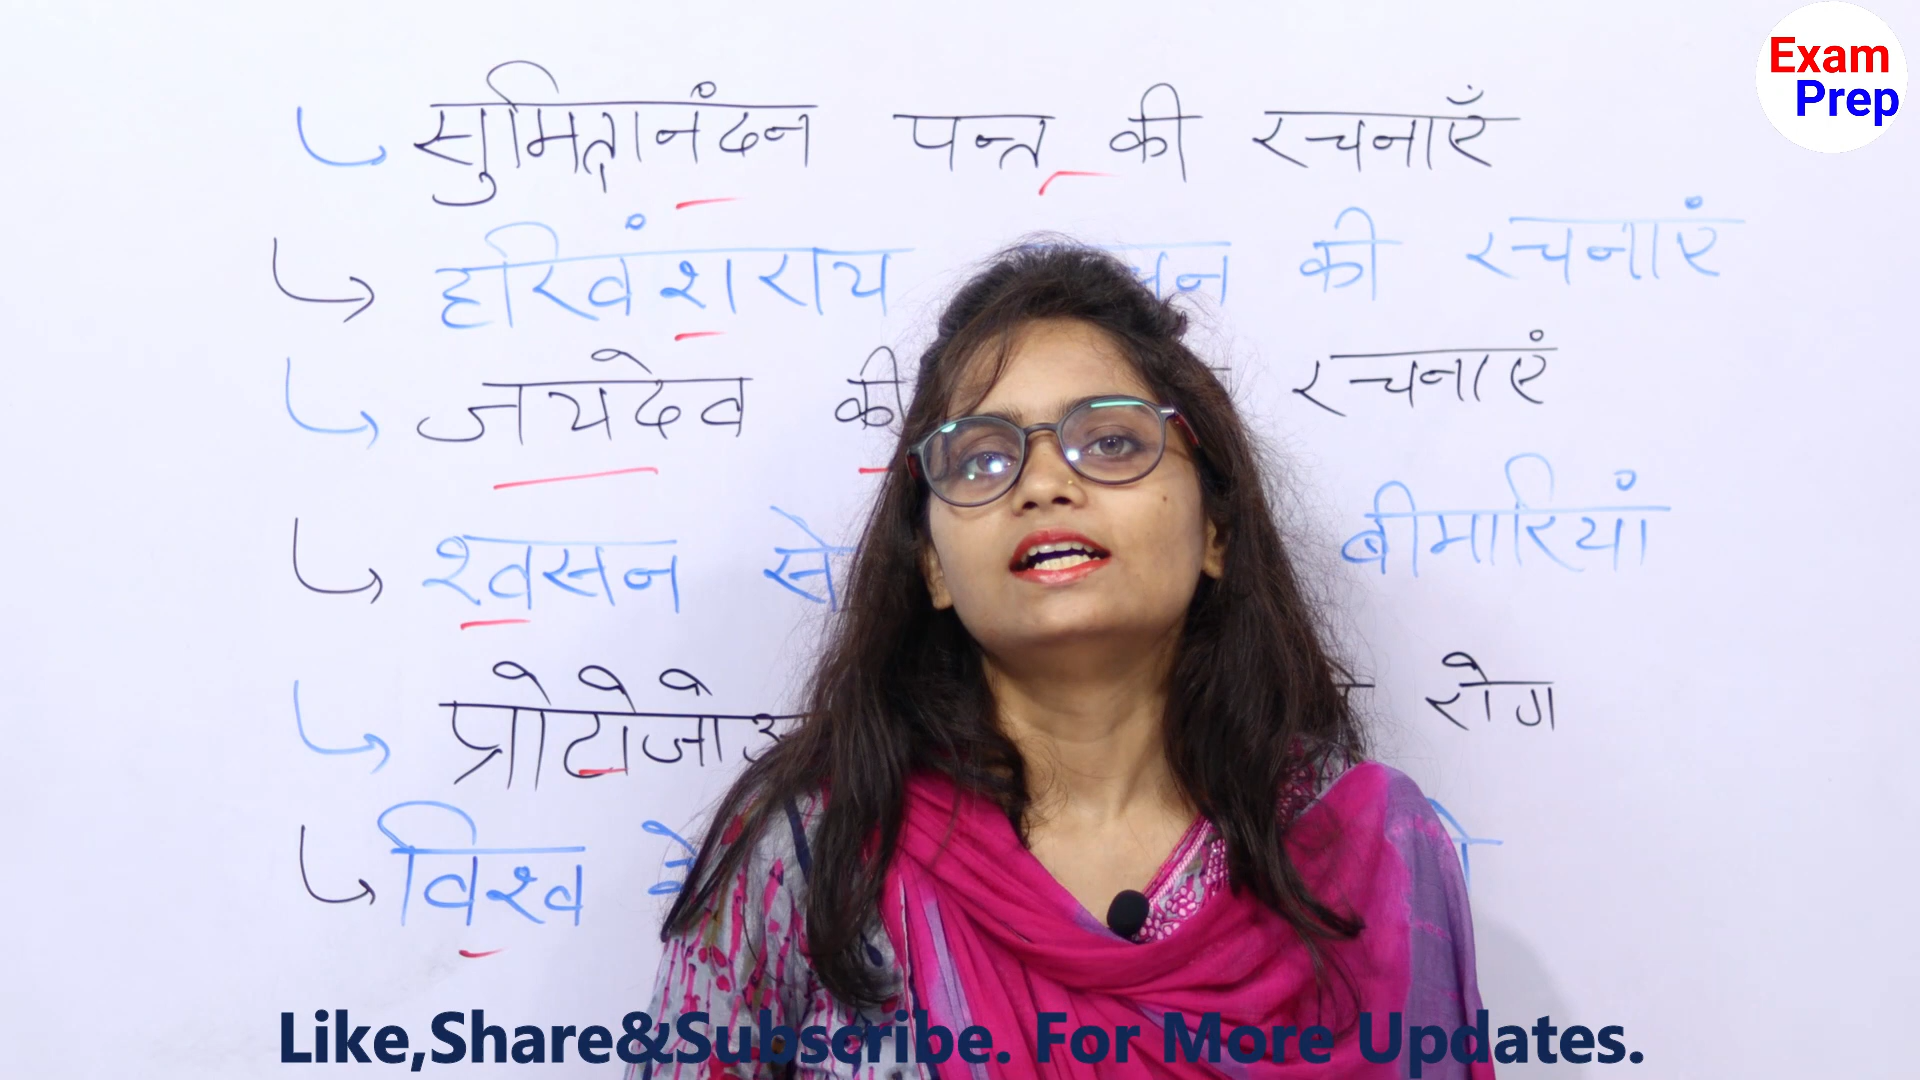 Exam
Prep
सुमित्रानंदन पन्त की रचनाएँ
हरिवंशराय की रचनाएं
जयदेव की रचनाएं
श्वसन से बीमारियां
रोग
विश्व
Like,Share&Subscribe. For More Updates.